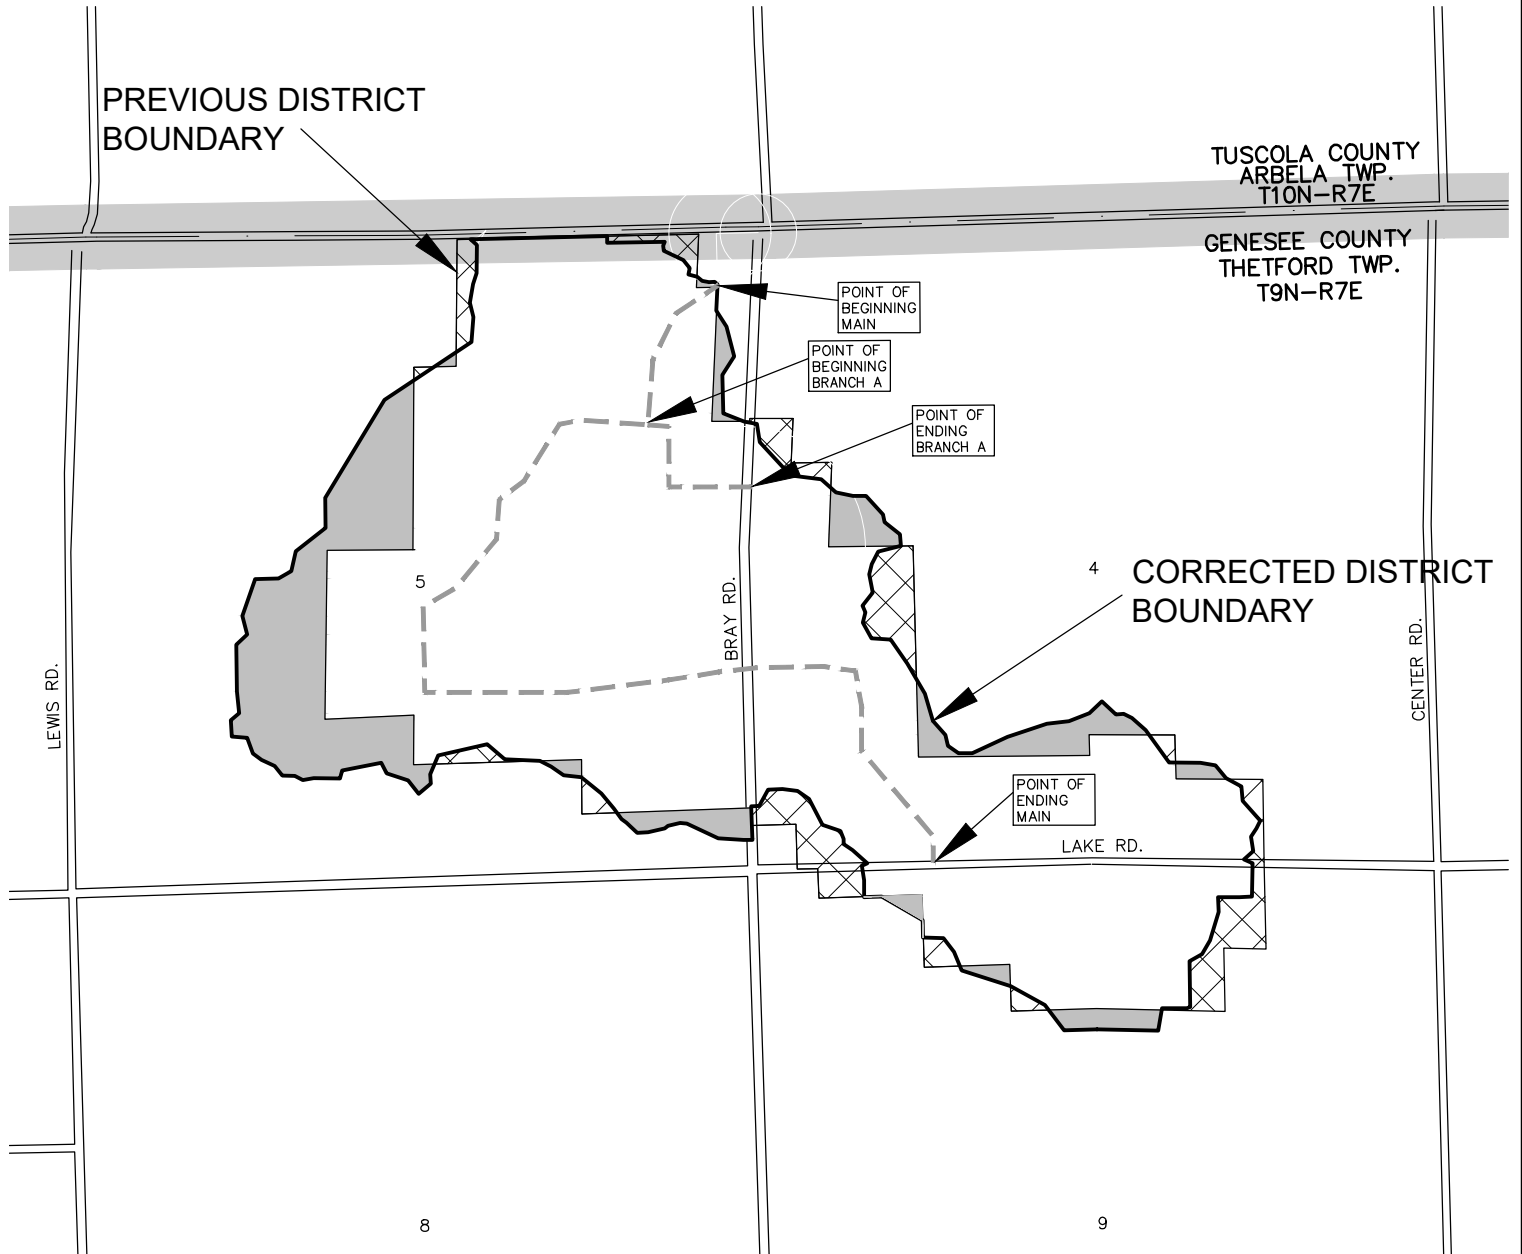 PREVIOUS DISTRICT
BOUNDARY
TUSCOLA COUNTY
ARBELA TWP.
T10N-R7E
GENESEE COUNTY
THETFORD TWP.
T9N-R7E
POINT OF
BEGINNING
MAIN
POINT OF
BEGINNING
BRANCH A
POINT OF
ENDING
BRANCH A
5
4
CORRECTED DISTRICT
BOUNDARY
BRAY RD.
LEWIS RD.
CENTER RD.
POINT OF
ENDING
MAIN
LAKE RD.
8
9